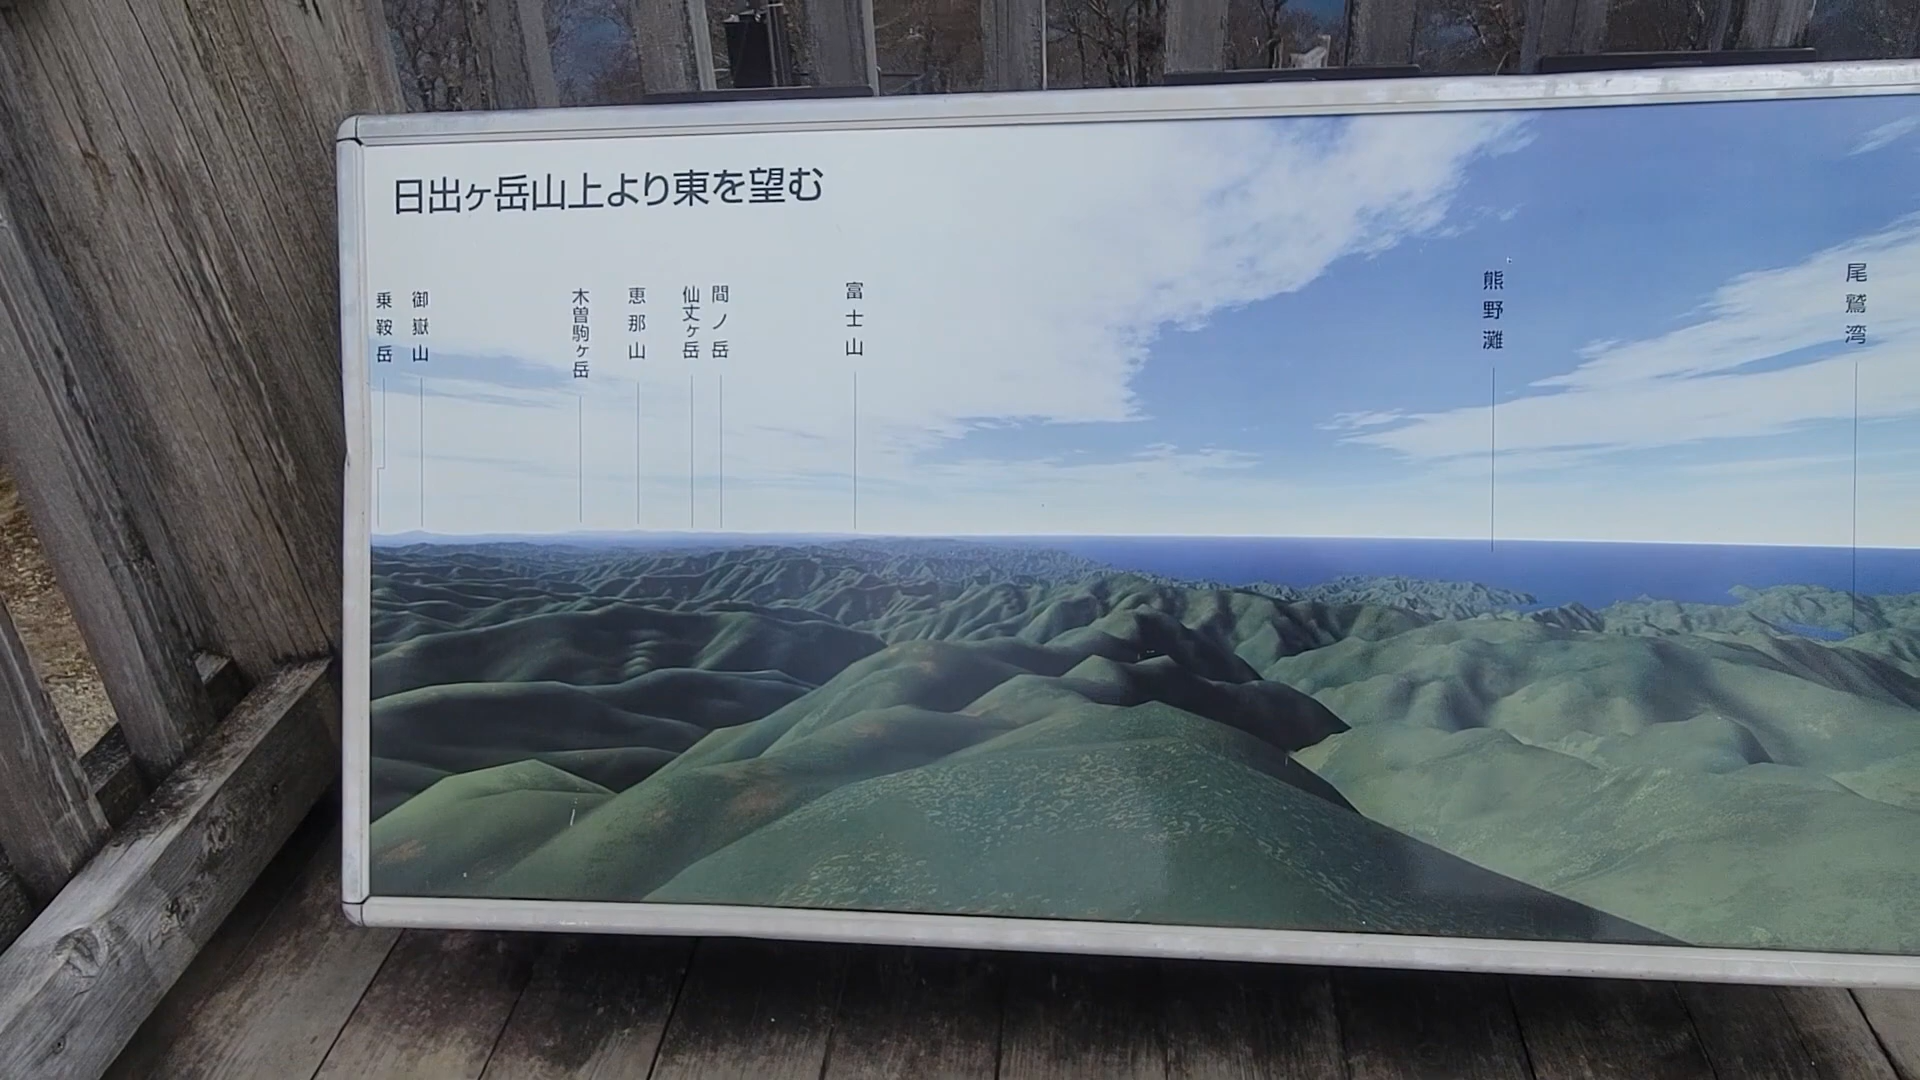 日出ヶ岳山上より東を望む
乗鞍岳
御嶽山
木曽駒ヶ岳
恵那山
仙丈ヶ岳
間ノ岳
富士山
熊野灘
尾鷲湾